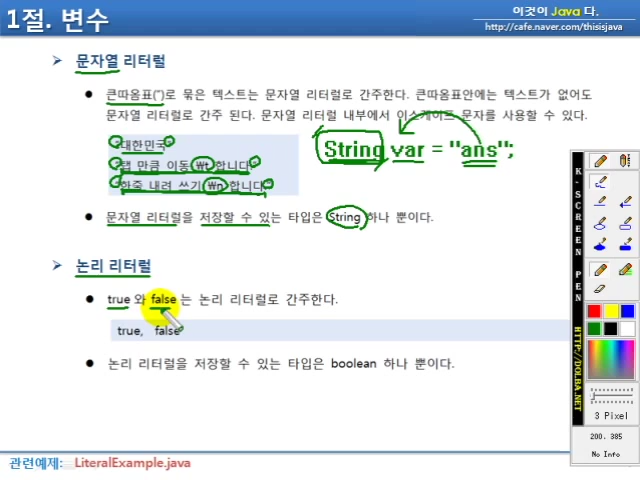 1절. 변수
이것이 Java 다.
http://cafe.naver.com/thisisjava
문자열 리터럴
큰따옴표(")로 묶은 텍스트는 문자열 리터럴로 간주한다. 큰따옴표안에는 텍스트가 없어도
문자열 리터럴로 간주 된다. 문자열 리터럴 내부에서 이스케이프 문자를 사용할 수 있다.
"대한민국"
"탭 만큼 이동 ₩t 합니다"
"한줄 내려 쓰기 ₩n 합니다"
String var = "ans";
문자열 리터럴을 저장할 수 있는 타입은 String 하나 뿐이다.
논리 리터럴
true 와 false 는 논리 리터럴로 간주한다.
true, false
논리 리터럴을 저장할 수 있는 타입은 boolean 하나 뿐이다.
관련예제: LiteralExample.java
K-SCREEN PEN
HTTP://DOLBA.NET
3 Pixel
200, 385
No Info